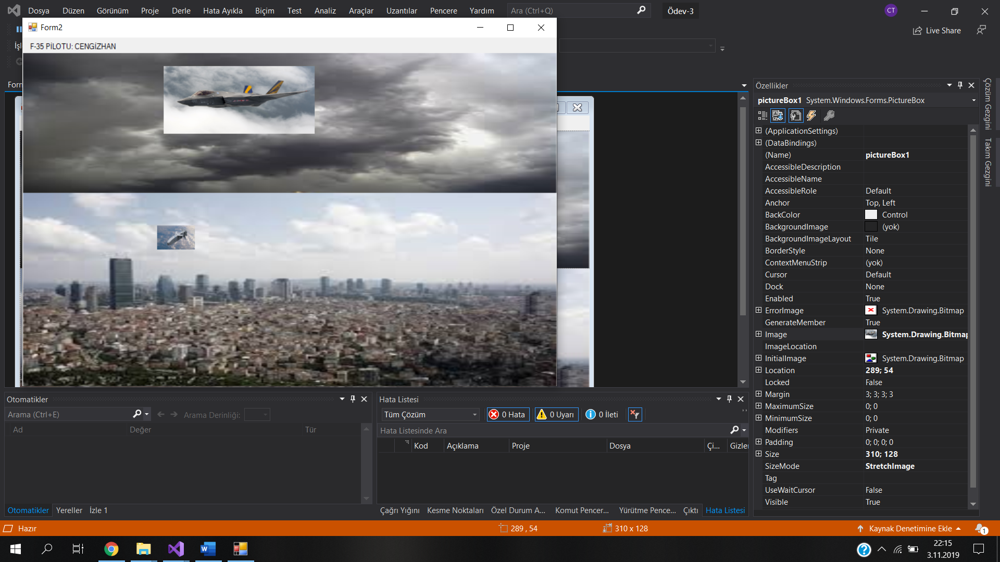 Dosya Düzen Görünüm Proje Derle Hata Ayıkla Biçim Test Analiz Araçlar Uzantılar Pencere Yardım Ara (Ctrl+Q) Ödev-3 CT
Form2
Live Share
F-35 PİLOTU: CENGİZHAN
Özellikler
pictureBox1 System.Windows.Forms.PictureBox
(ApplicationSettings)
(DataBindings)
(Name) pictureBox1
AccessibleDescription
AccessibleName
AccessibleRole Default
Anchor Top, Left
BackColor Control
BackgroundImage (yok)
BackgroundImageLayout Tile
BorderStyle None
ContextMenuStrip (yok)
Cursor Default
Dock None
Enabled True
ErrorImage System.Drawing.Bitmap
GenerateMember True
Image System.Drawing.Bitmap
ImageLocation
InitialImage System.Drawing.Bitmap
Location 289; 54
Locked False
Margin 3; 3; 3; 3
MaximumSize 0; 0
MinimumSize 0; 0
Modifiers Private
Padding 0; 0; 0; 0
Size 310; 128
SizeMode StretchImage
Tag
UseWaitCursor False
Visible True
Çözüm Gezgini
Takım Gezgini
Otomatikler
Arama (Ctrl+E) Arama Derinliği:
Ad Değer Tür
Otomatikler Yereller İzle 1
Hata Listesi
Tüm Çözüm 0 Hata 0 Uyarı 0 İleti
Hata Listesinde Ara
Kod Açıklama Proje Dosya Çi... Gizler
Çağrı Yığını Kesme Noktaları Özel Durum A... Komut Pencer... Yürütme Pence... Çıktı Hata Listesi
Hazır 289 , 54 310 x 128 Kaynak Denetimine Ekle 1
22:15
3.11.2019